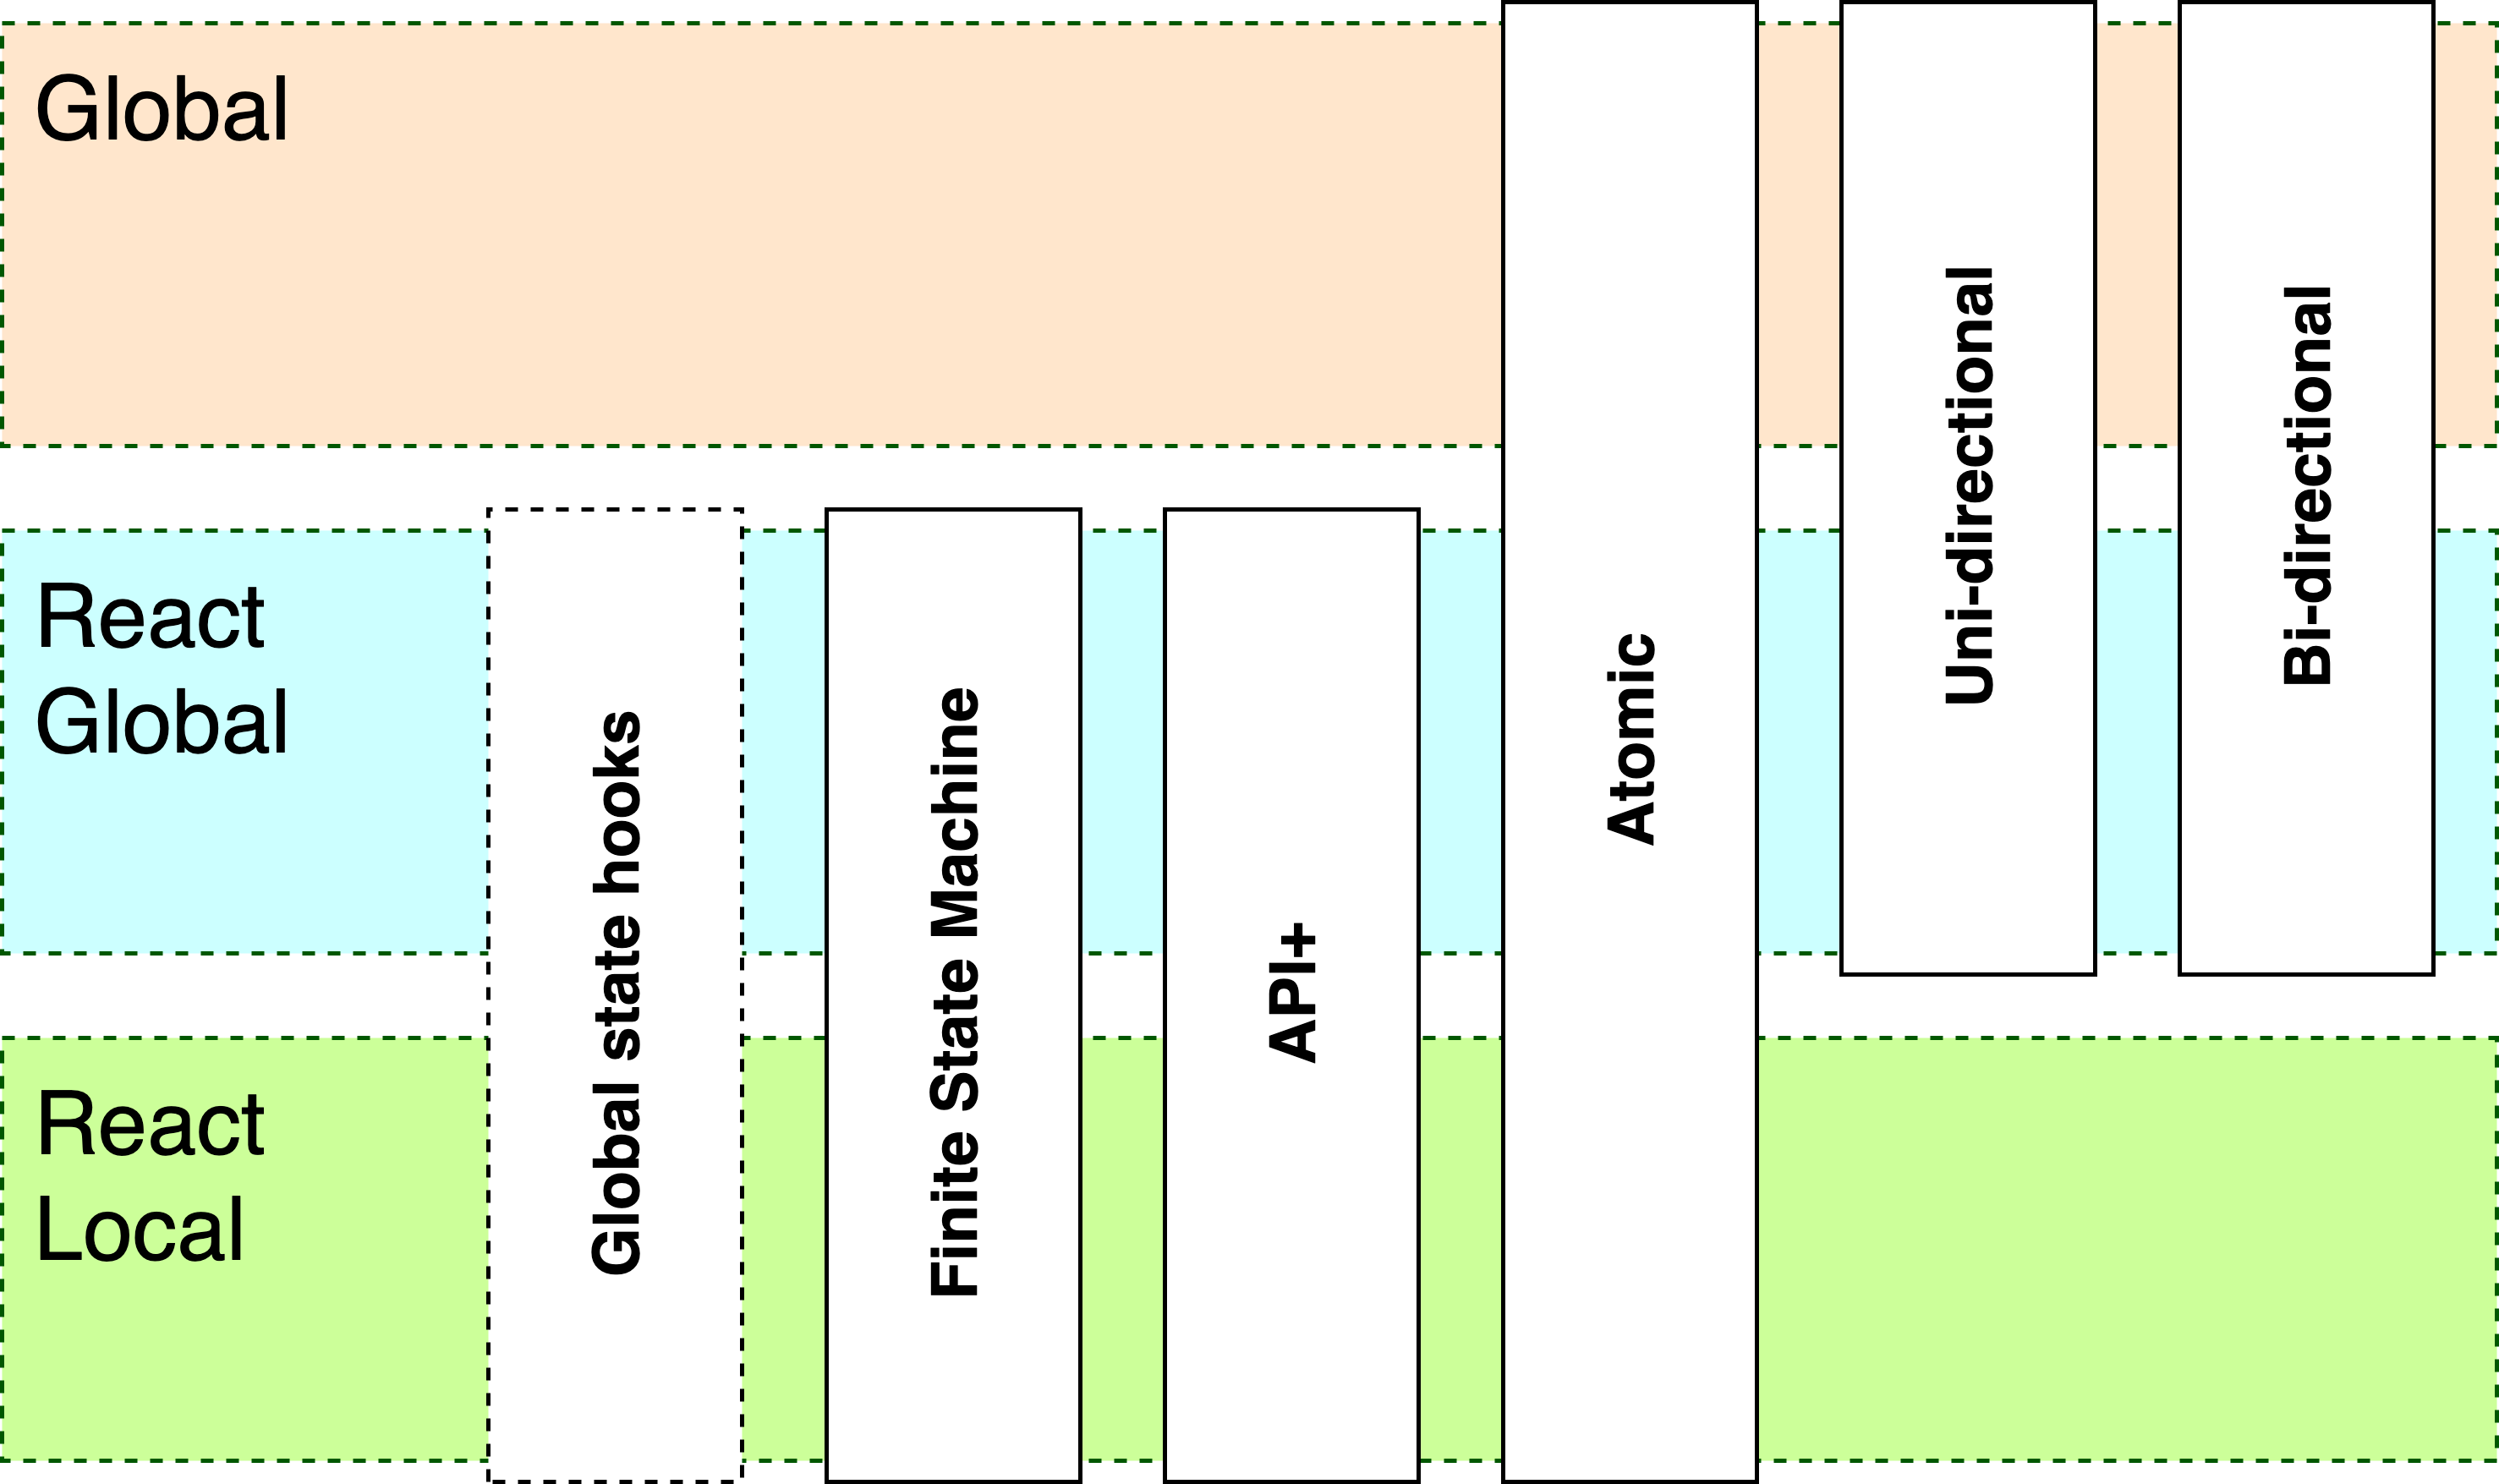 Global
React
Global
React
Local
Global state hooks
Finite State Machine
API+
Atomic
Uni-directional
Bi-directional